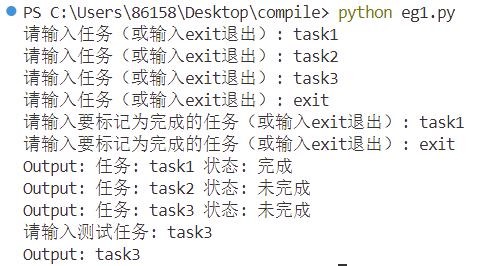 PS C:\Users\86158\Desktop\compile> python eg1.py
请输入任务（或输入exit退出）: task1
请输入任务（或输入exit退出）: task2
请输入任务（或输入exit退出）: task3
请输入任务（或输入exit退出）: exit
请输入要标记为完成的任务（或输入exit退出）: task1
请输入要标记为完成的任务（或输入exit退出）: exit
Output: 任务: task1 状态: 完成
Output: 任务: task2 状态: 未完成
Output: 任务: task3 状态: 未完成
请输入测试任务: task3
Output: task3